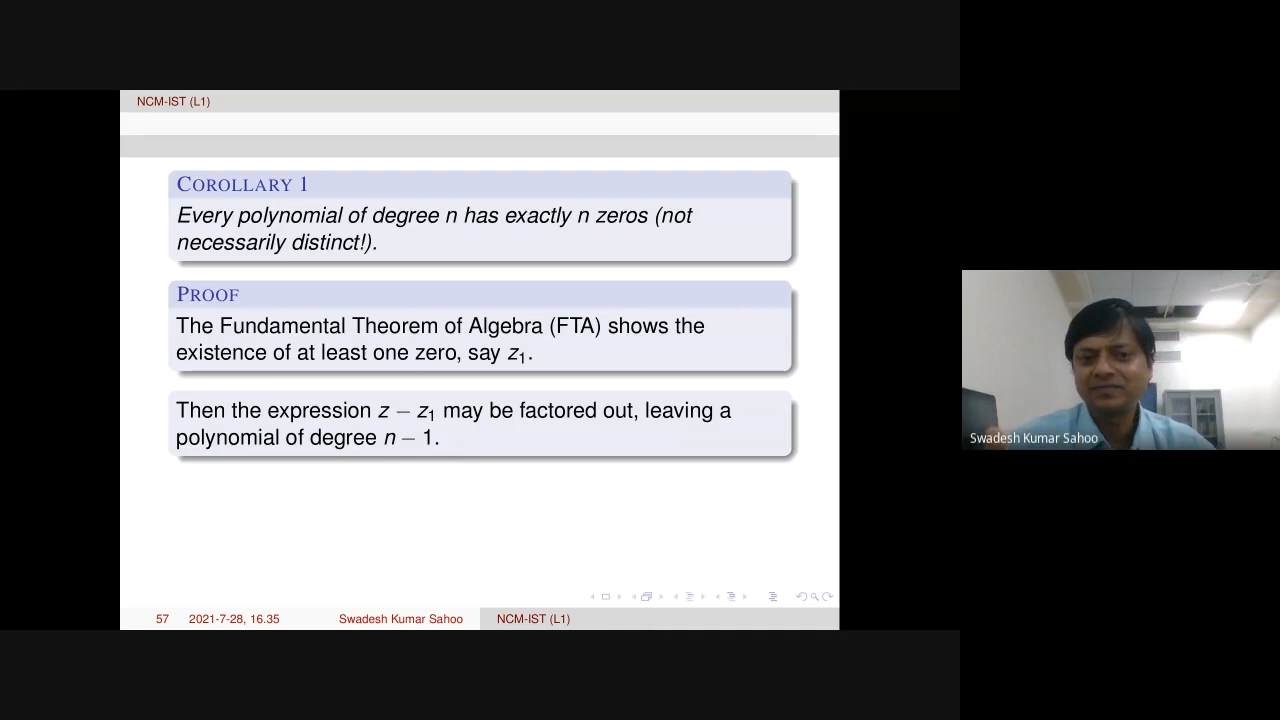 NCM-IST (L1)
COROLLARY 1
Every polynomial of degree n has exactly n zeros (not
necessarily distinct!).
PROOF
The Fundamental Theorem of Algebra (FTA) shows the
existence of at least one zero, say z₁.
Then the expression z − z₁ may be factored out, leaving a
polynomial of degree n − 1.
57 2021-7-28, 16.35 Swadesh Kumar Sahoo NCM-IST (L1)
Swadesh Kumar Sahoo